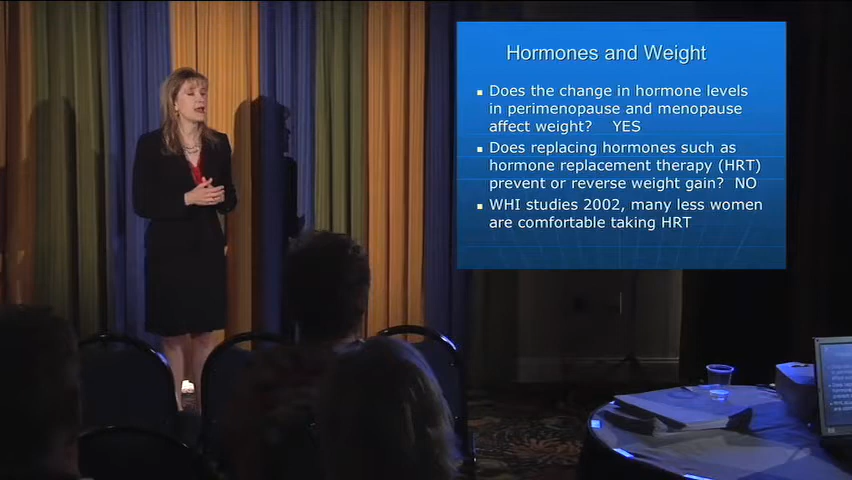 Hormones and Weight
Does the change in hormone levels
in perimenopause and menopause
affect weight? YES
Does replacing hormones such as
hormone replacement therapy (HRT)
prevent or reverse weight gain? NO
WHI studies 2002, many less women
are comfortable taking HRT